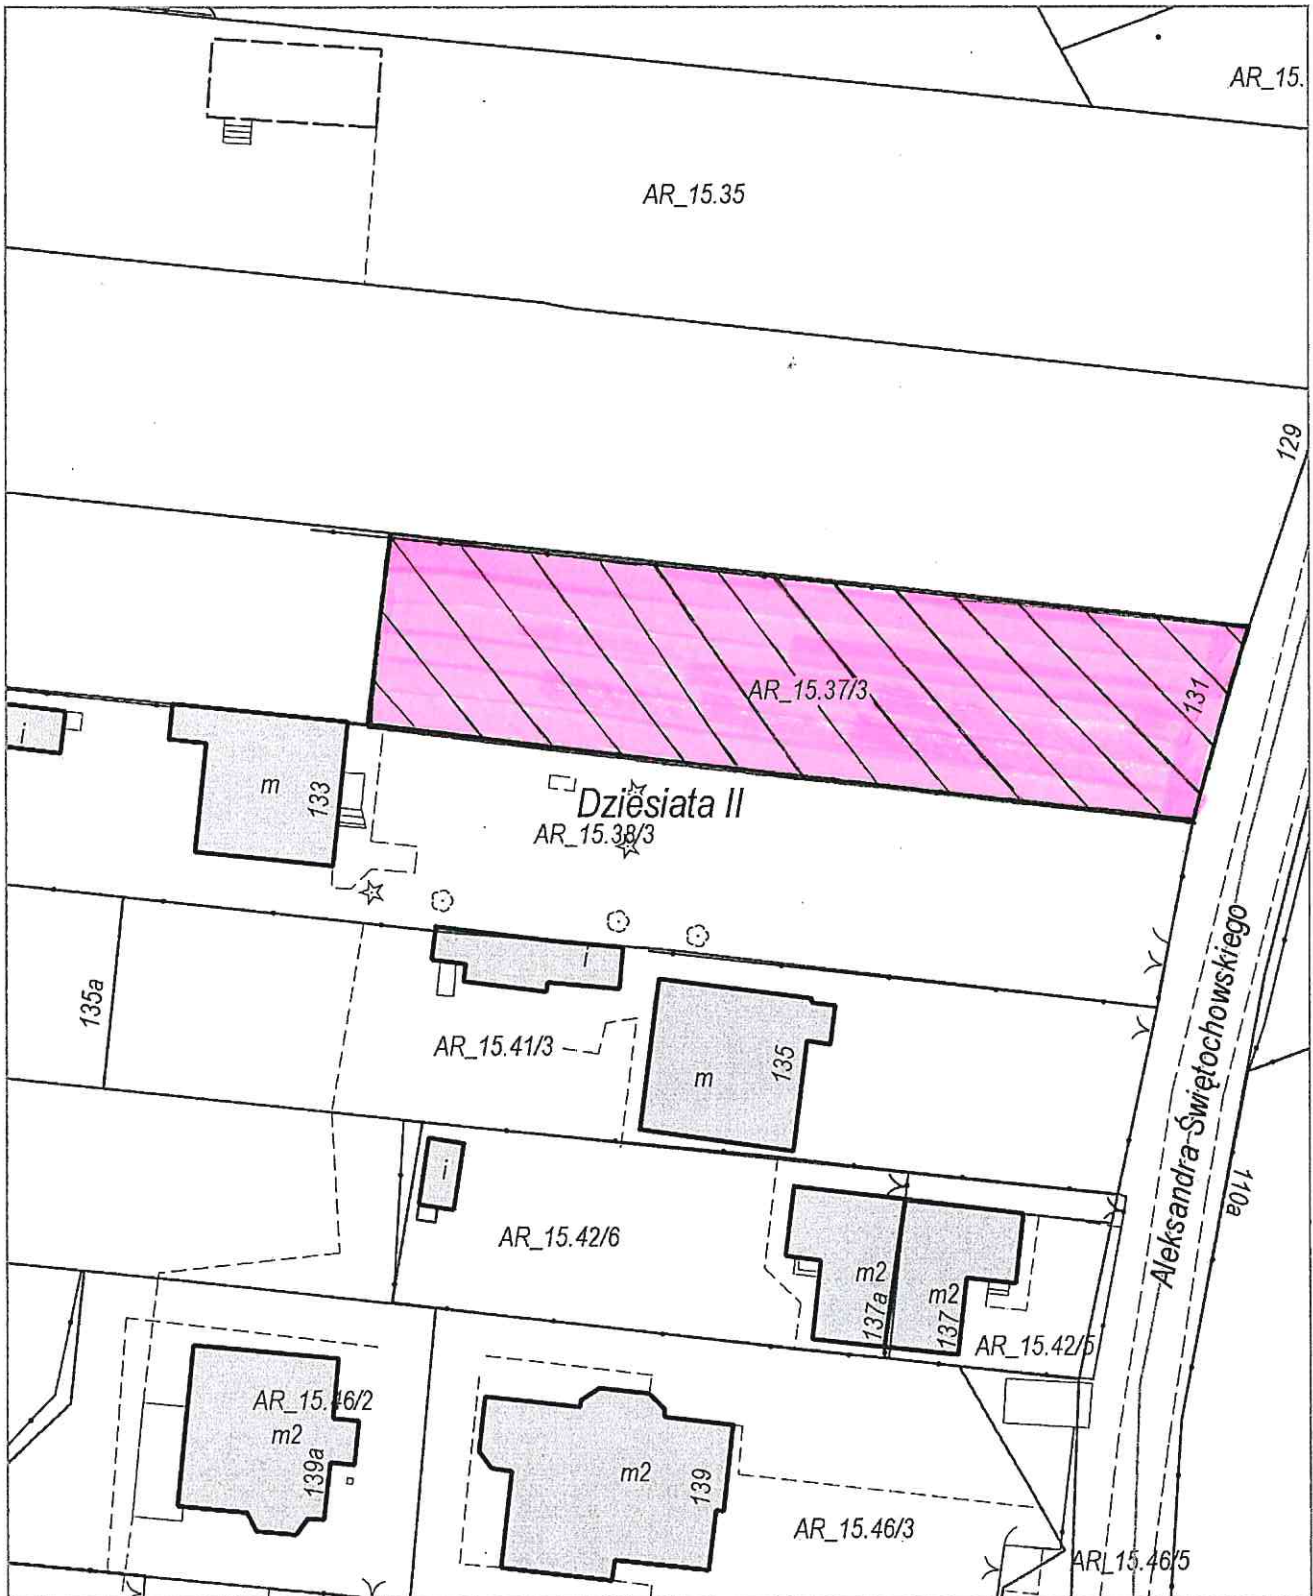 AR_15.
AR_15.35
129
AR_15.37/3
131
i
m
133
Dziesiata II
AR_15.38/3
135a
i
AR_15.41/3
m
135
Aleksandra Świętochowskiego
110a
i
AR_15.42/6
m2
137a
m2
137
AR_15.42/5
AR_15.46/2
m2
139a
m2
139
AR_15.46/3
AR_15.46/5